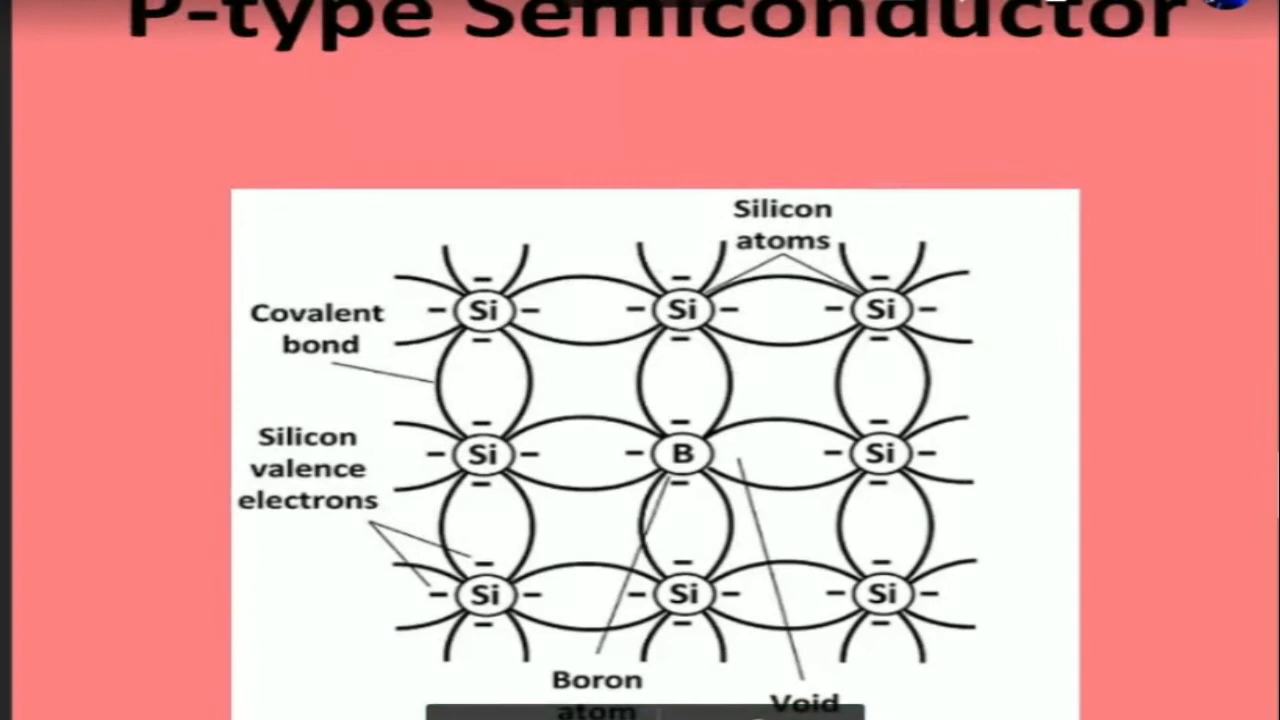 P-type Semiconductor
Silicon
atoms
Covalent
bond
- Si - - Si - - Si -
Silicon
valence
electrons
- Si - - B - Si -
- Si - - Si - - Si -
Boron
atom
Void